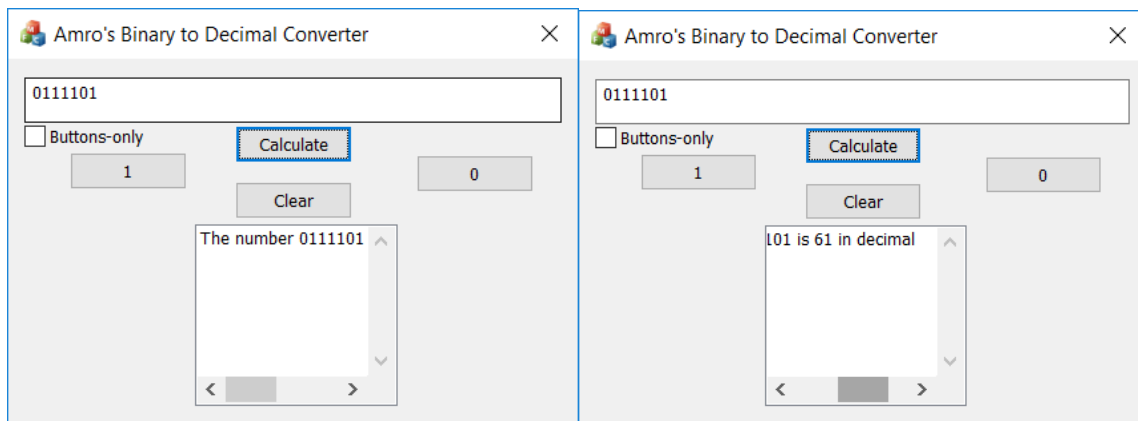 Amro's Binary to Decimal Converter
0111101
Buttons-only
Calculate
1
0
Clear
The number 0111101
Amro's Binary to Decimal Converter
0111101
Buttons-only
Calculate
1
0
Clear
101 is 61 in decimal